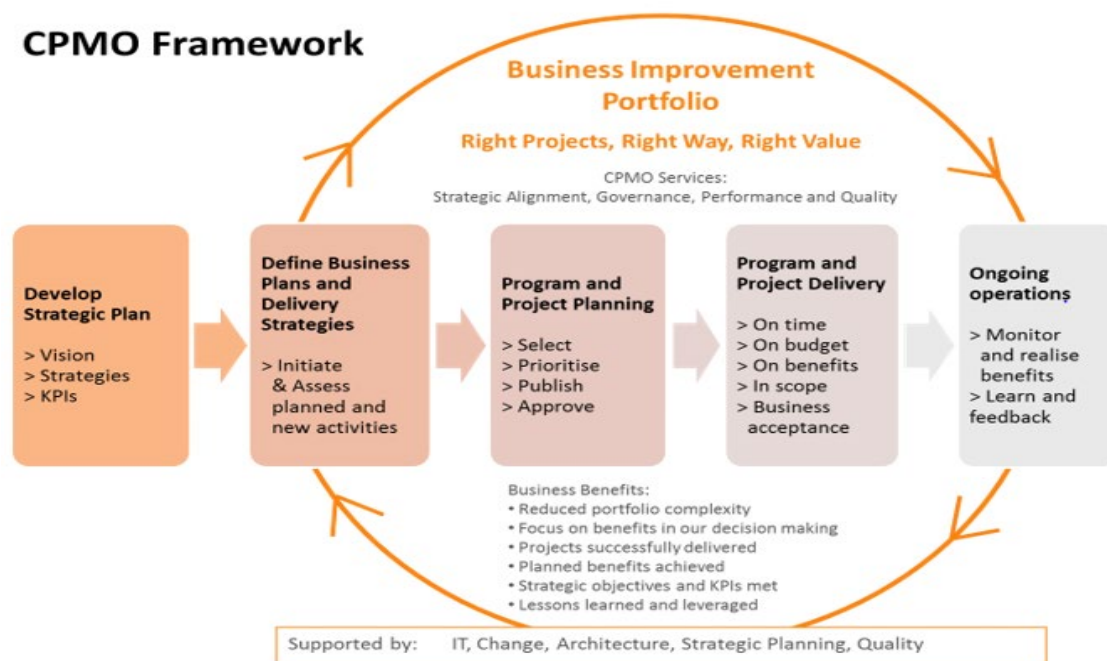 CPMO Framework
Business Improvement
Portfolio
Right Projects, Right Way, Right Value
CPMO Services:
Strategic Alignment, Governance, Performance and Quality
Develop
Strategic Plan
> Vision
> Strategies
> KPIs
Define Business
Plans and
Delivery
Strategies
> Initiate
& Assess
planned and
new activities
Program and
Project Planning
> Select
> Prioritise
> Publish
> Approve
Program and
Project Delivery
> On time
> On budget
> On benefits
> In scope
> Business
acceptance
Ongoing
operations
> Monitor
and realise
benefits
> Learn and
feedback
Business Benefits:
• Reduced portfolio complexity
• Focus on benefits in our decision making
• Projects successfully delivered
• Planned benefits achieved
• Strategic objectives and KPIs met
• Lessons learned and leveraged
Supported by: IT, Change, Architecture, Strategic Planning, Quality